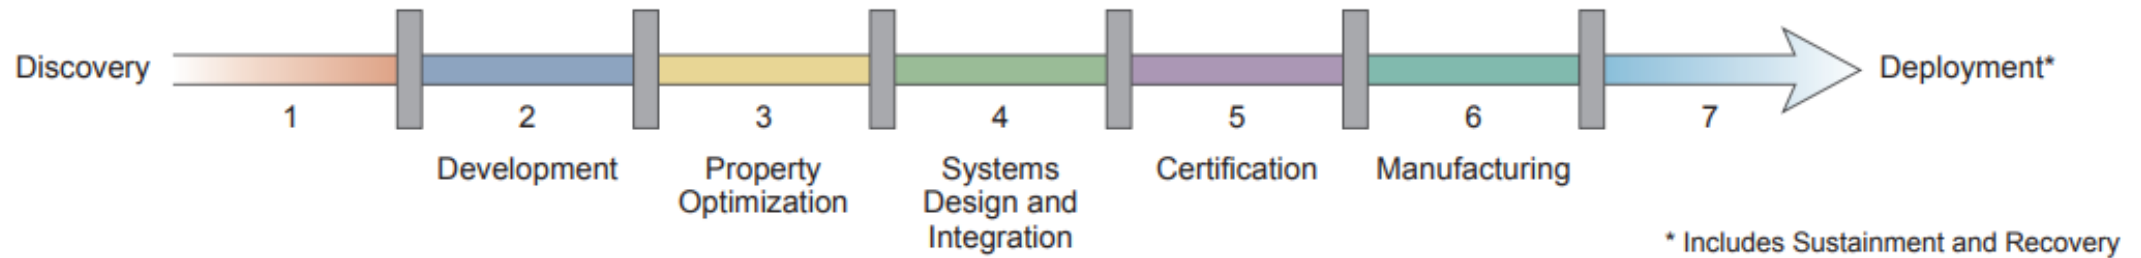 Discovery
Deployment*
1
2
3
4
5
6
7
Development
Property
Optimization
Systems
Design and
Integration
Certification
Manufacturing
* Includes Sustainment and Recovery